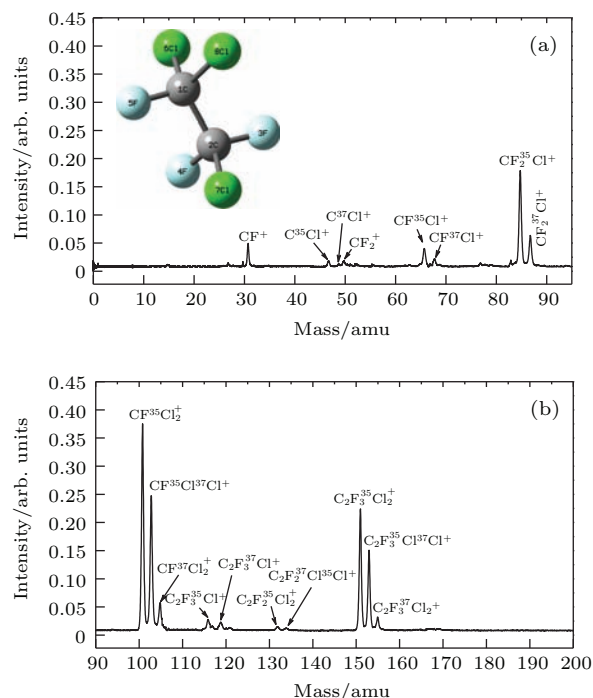 0.45
0.40
0.35
0.30
0.25
0.20
0.15
0.10
0.05
0
Intensity/arb. units
(a)
6Cl
8Cl
1C
5F
2C
3F
4F
7Cl
CF⁺
C³⁵Cl⁺
C³⁷Cl⁺
CF₂⁺
CF³⁵Cl⁺
CF³⁷Cl⁺
CF₂³⁵Cl⁺
CF₂³⁷Cl⁺
0 10 20 30 40 50 60 70 80 90
Mass/amu
0.45
0.40
0.35
0.30
0.25
0.20
0.15
0.10
0.05
0
Intensity/arb. units
(b)
CF³⁵Cl₂⁺
CF³⁵Cl³⁷Cl⁺
CF³⁷Cl₂⁺
C₂F₃³⁵Cl⁺
C₂F₃³⁷Cl⁺
C₂F₂³⁵Cl₂⁺
C₂F₂³⁷Cl³⁵Cl⁺
C₂F₃³⁵Cl₂⁺
C₂F₃³⁵Cl³⁷Cl⁺
C₂F₃³⁷Cl₂⁺
90 100 110 120 130 140 150 160 170 180 190 200
Mass/amu